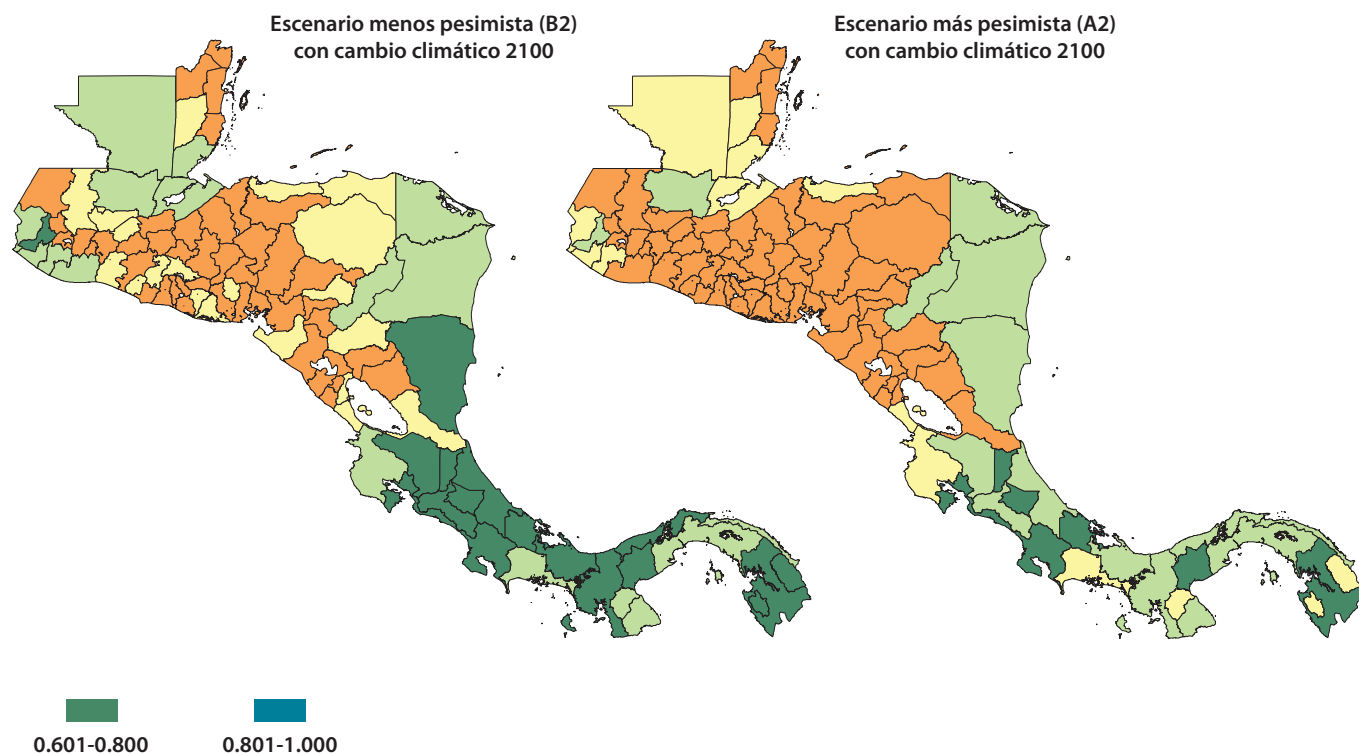 Escenario menos pesimista (B2)
con cambio climático 2100
Escenario más pesimista (A2)
con cambio climático 2100
0.601-0.800
0.801-1.000